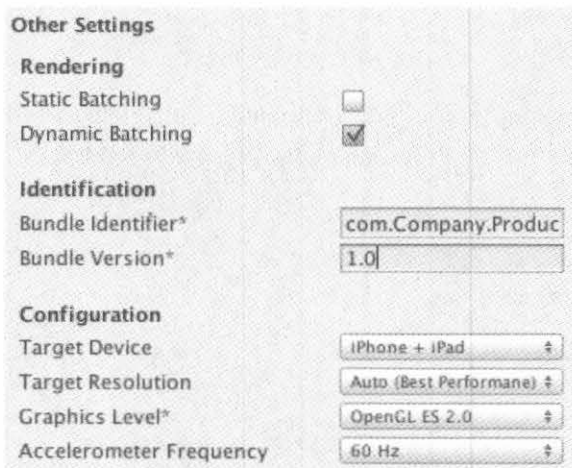 Other Settings
Rendering
Static Batching
Dynamic Batching
Identification
Bundle Identifier* com.Company.Produc
Bundle Version* 1.0
Configuration
Target Device iPhone + iPad
Target Resolution Auto (Best Performane)
Graphics Level* OpenGL ES 2.0
Accelerometer Frequency 60 Hz